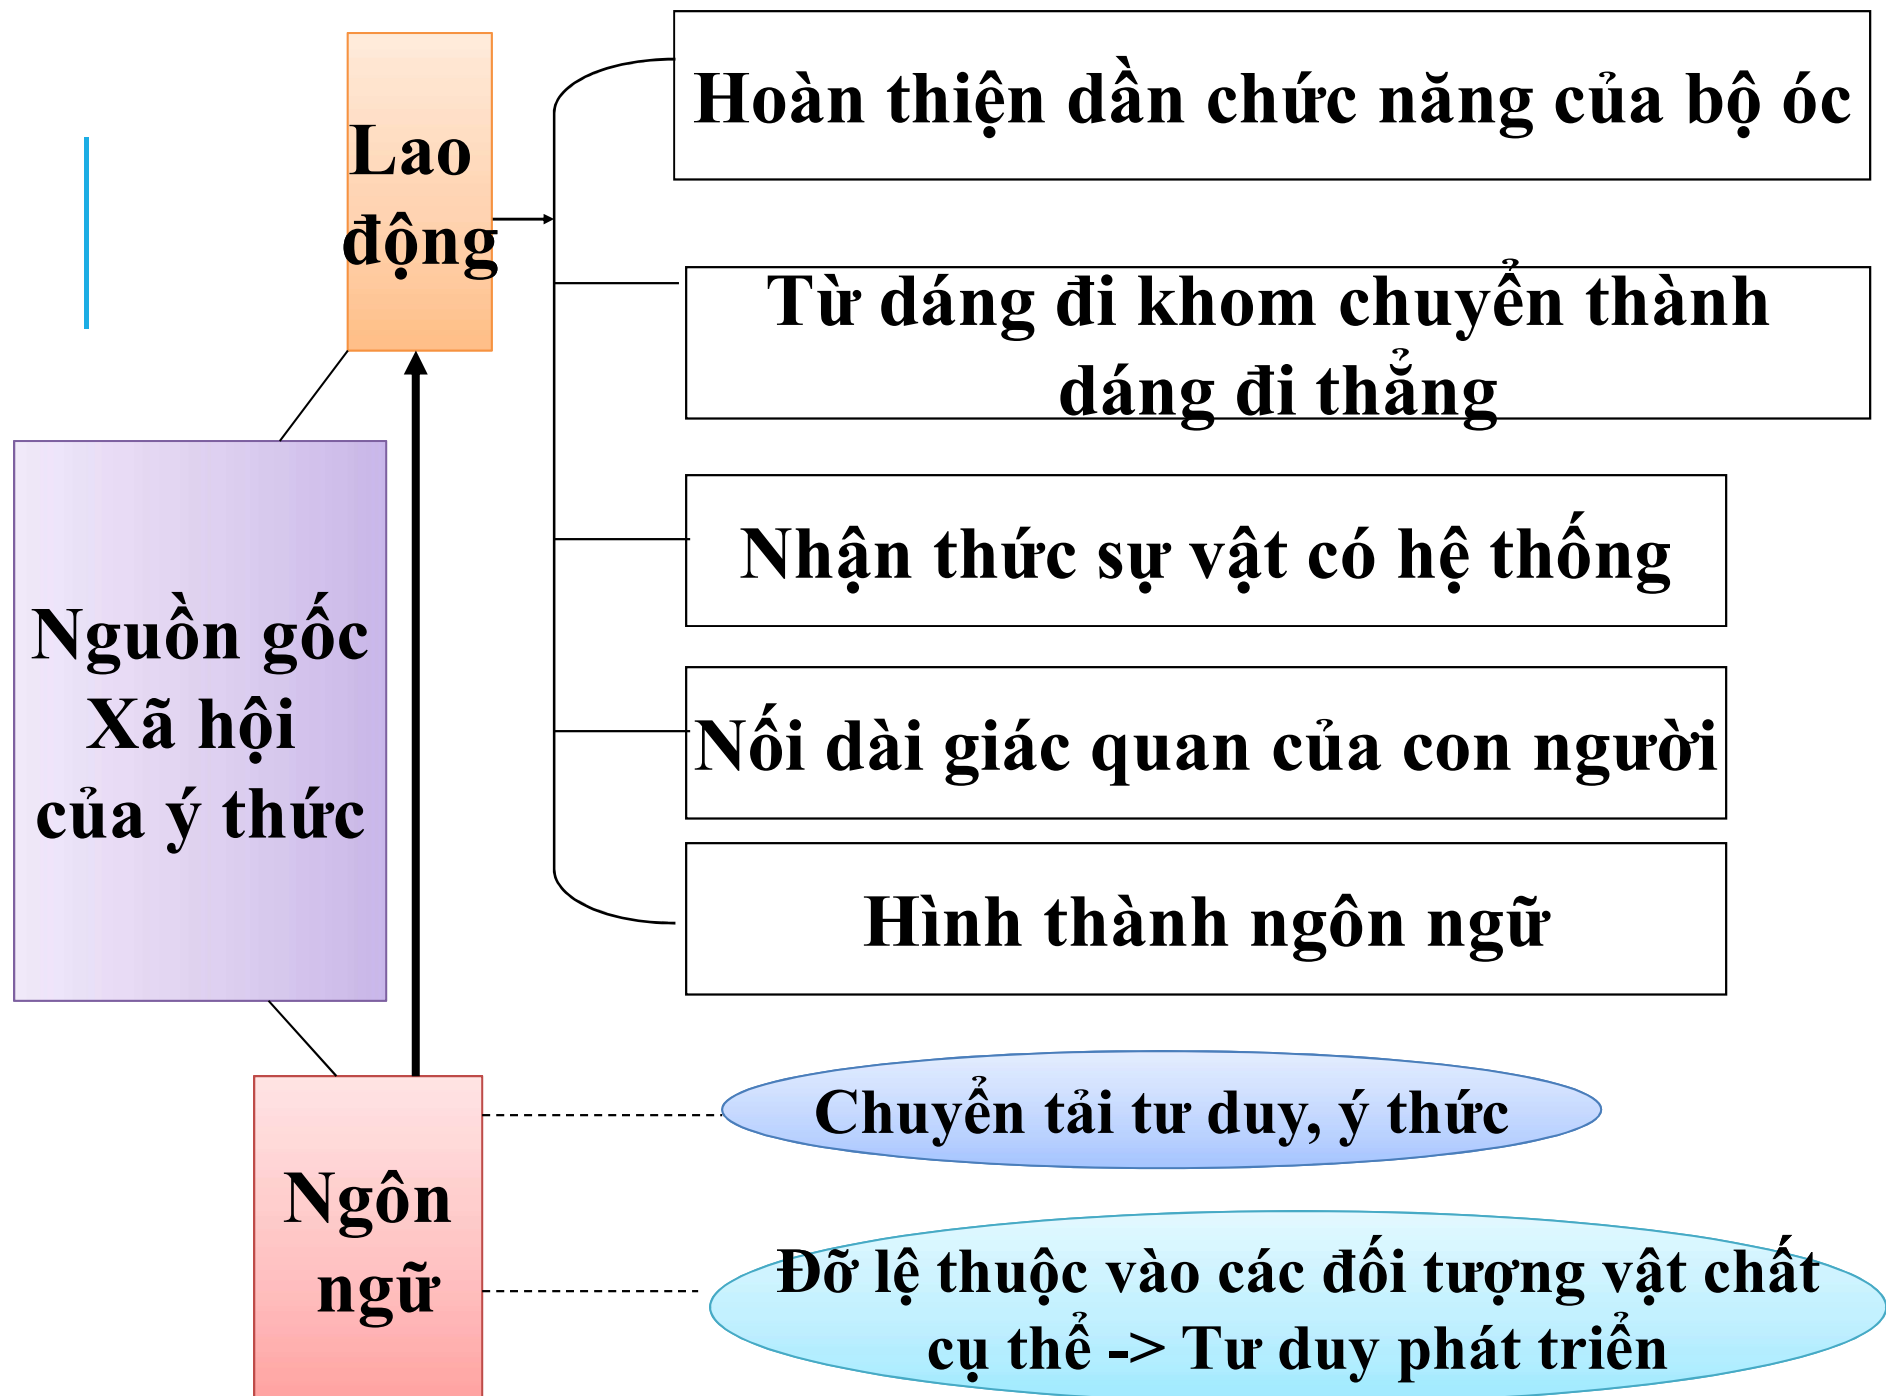 Lao
động
Hoàn thiện dần chức năng của bộ óc
Từ dáng đi khom chuyển thành
dáng đi thẳng
Nhận thức sự vật có hệ thống
Nối dài giác quan của con người
Hình thành ngôn ngữ
Nguồn gốc
Xã hội
của ý thức
Ngôn
ngữ
Chuyển tải tư duy, ý thức
Đỡ lệ thuộc vào các đối tượng vật chất
cụ thể -> Tư duy phát triển